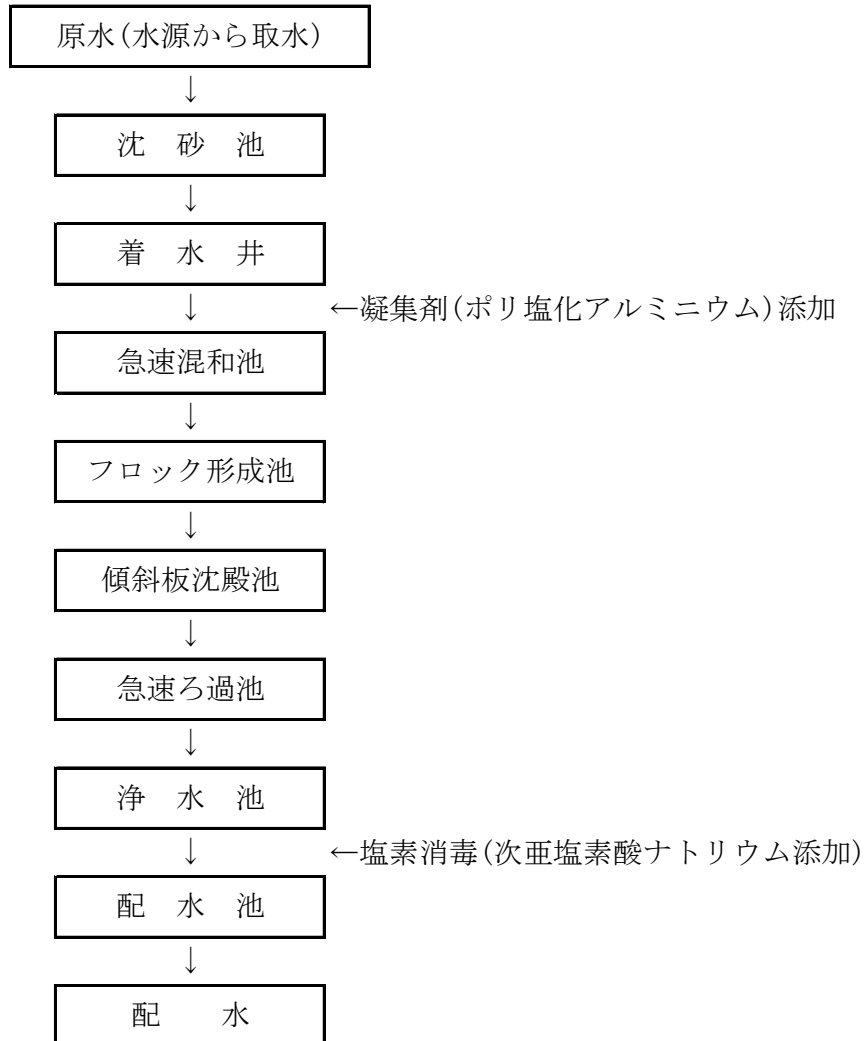 原水(水源から取水)
↓
沈　砂　池
↓
着　水　井
↓ ←凝集剤(ポリ塩化アルミニウム)添加
急速混和池
↓
フロック形成池
↓
傾斜板沈殿池
↓
急速ろ過池
↓
浄　水　池
↓ ←塩素消毒(次亜塩素酸ナトリウム添加)
配　水　池
↓
配　　水